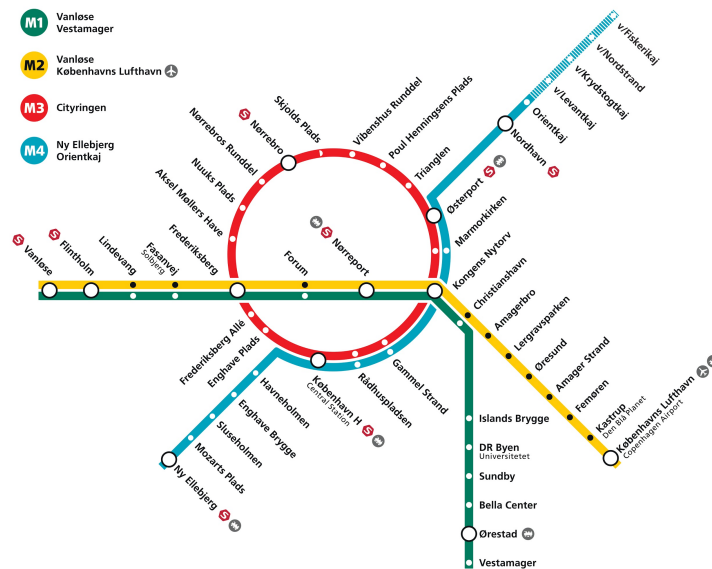 M1
Vanløse
Vestamager
M2
Vanløse
Københavns Lufthavn
M3
Cityringen
M4
Ny Ellebjerg
Orientkaj
v/Fiskerikaj
v/Nordstrand
v/Krydstogtkaj
v/Levantkaj
Orientkaj
Nordhavn
S
Østerport
S
Marmorkirken
Kongens Nytorv
Trianglen
Poul Henningsens Plads
Vibenshus Runddel
Skjolds Plads
S
Nørrebro
Nørrebros Runddel
Nuuks Plads
Aksel Møllers Have
Frederiksberg
Fasanvej
Solbjerg
Lindevang
S
Flintholm
S
Vanløse
Forum
S
Nørreport
Christianshavn
Amagerbro
Lergravsparken
Øresund
Amager Strand
Femøren
Kastrup
Den Blå Planet
Københavns Lufthavn
Copenhagen Airport
Frederiksberg Allé
Enghave Plads
København H
Central Station
S
Rådhuspladsen
Gammel Strand
Havneholmen
Enghave Brygge
Sluseholmen
Mozarts Plads
Ny Ellebjerg
S
Islands Brygge
DR Byen
Universitetet
Sundby
Bella Center
Ørestad
Vestamager